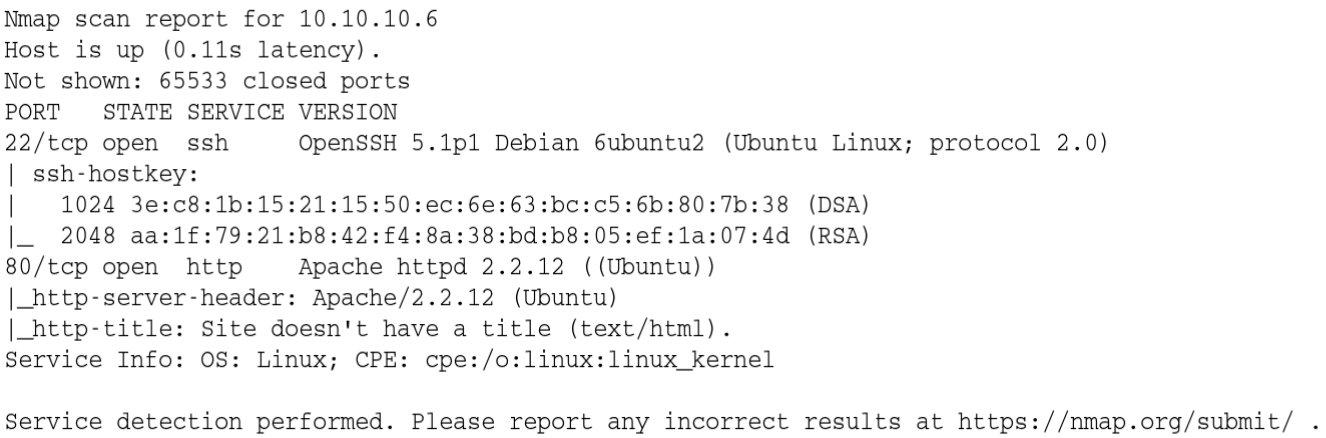 Nmap scan report for 10.10.10.6
Host is up (0.11s latency).
Not shown: 65533 closed ports
PORT   STATE SERVICE VERSION
22/tcp open  ssh     OpenSSH 5.1p1 Debian 6ubuntu2 (Ubuntu Linux; protocol 2.0)
| ssh-hostkey:
|   1024 3e:c8:1b:15:21:15:50:ec:6e:63:bc:c5:6b:80:7b:38 (DSA)
|_  2048 aa:1f:79:21:b8:42:f4:8a:38:bd:b8:05:ef:1a:07:4d (RSA)
80/tcp open  http    Apache httpd 2.2.12 ((Ubuntu))
|_http-server-header: Apache/2.2.12 (Ubuntu)
|_http-title: Site doesn't have a title (text/html).
Service Info: OS: Linux; CPE: cpe:/o:linux:linux_kernel

Service detection performed. Please report any incorrect results at https://nmap.org/submit/ .